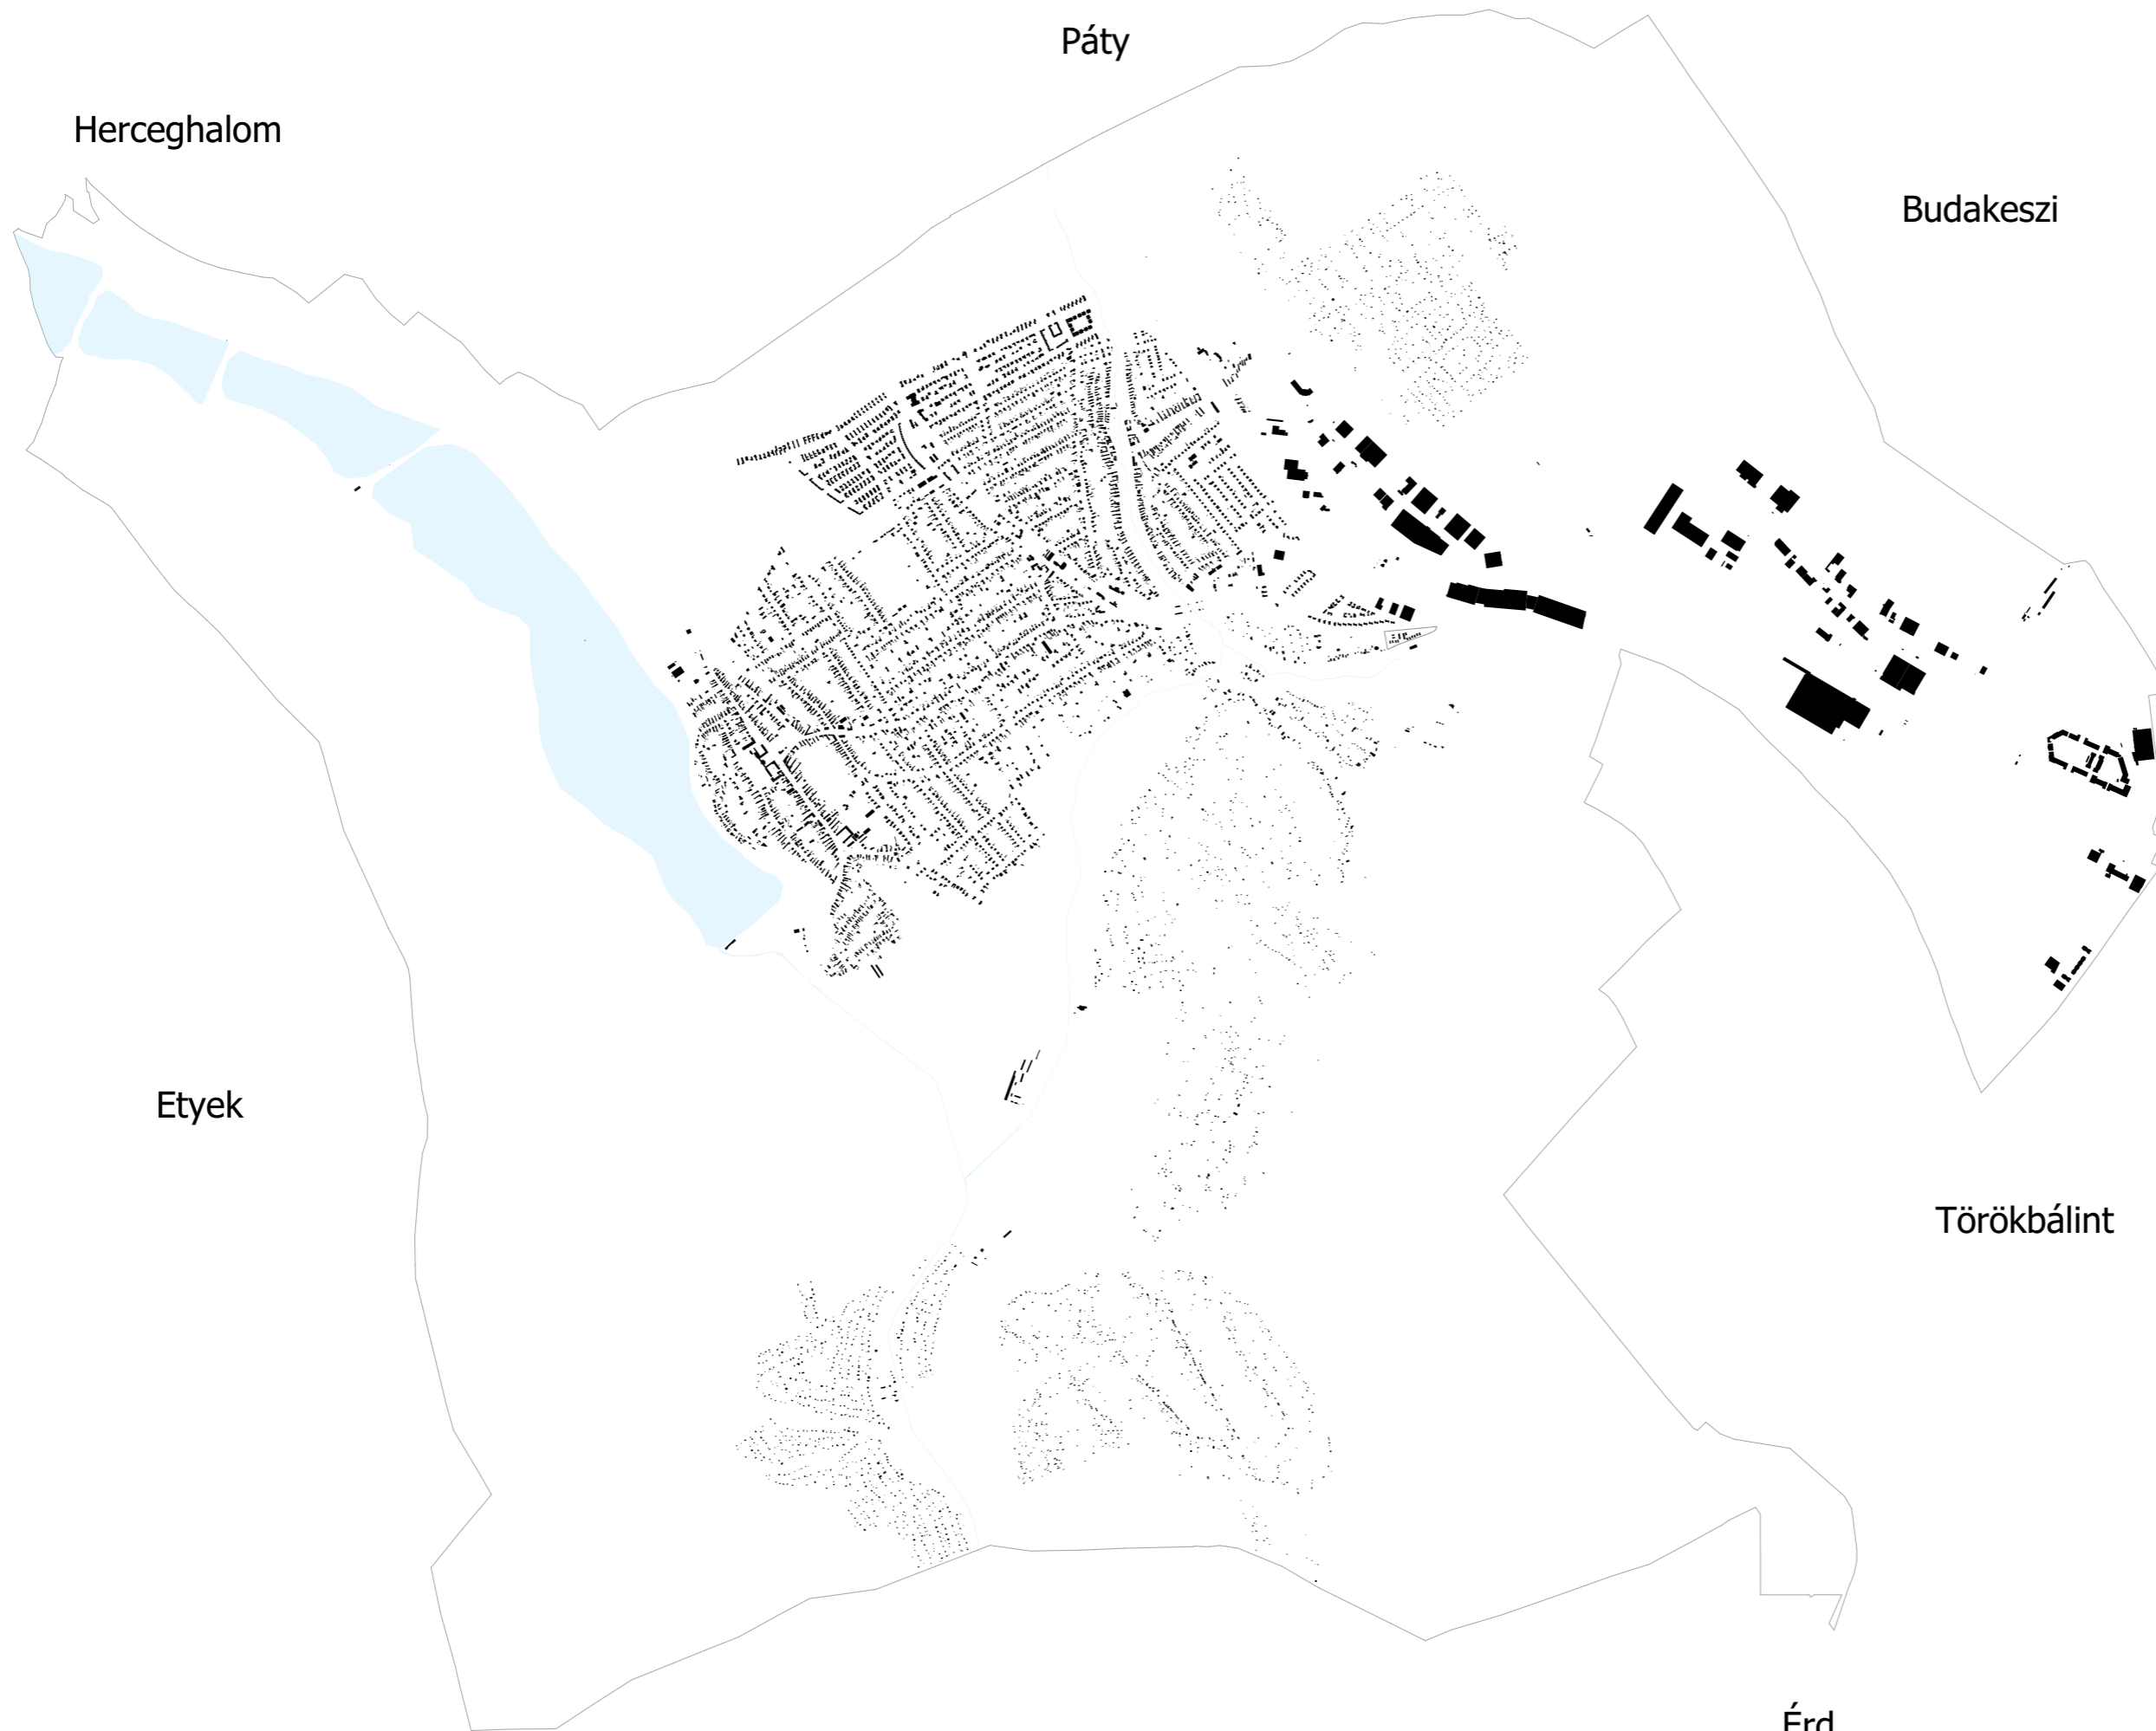 Páty
Herceghalom
Budakeszi
Etyek
Törökbálint
Érd